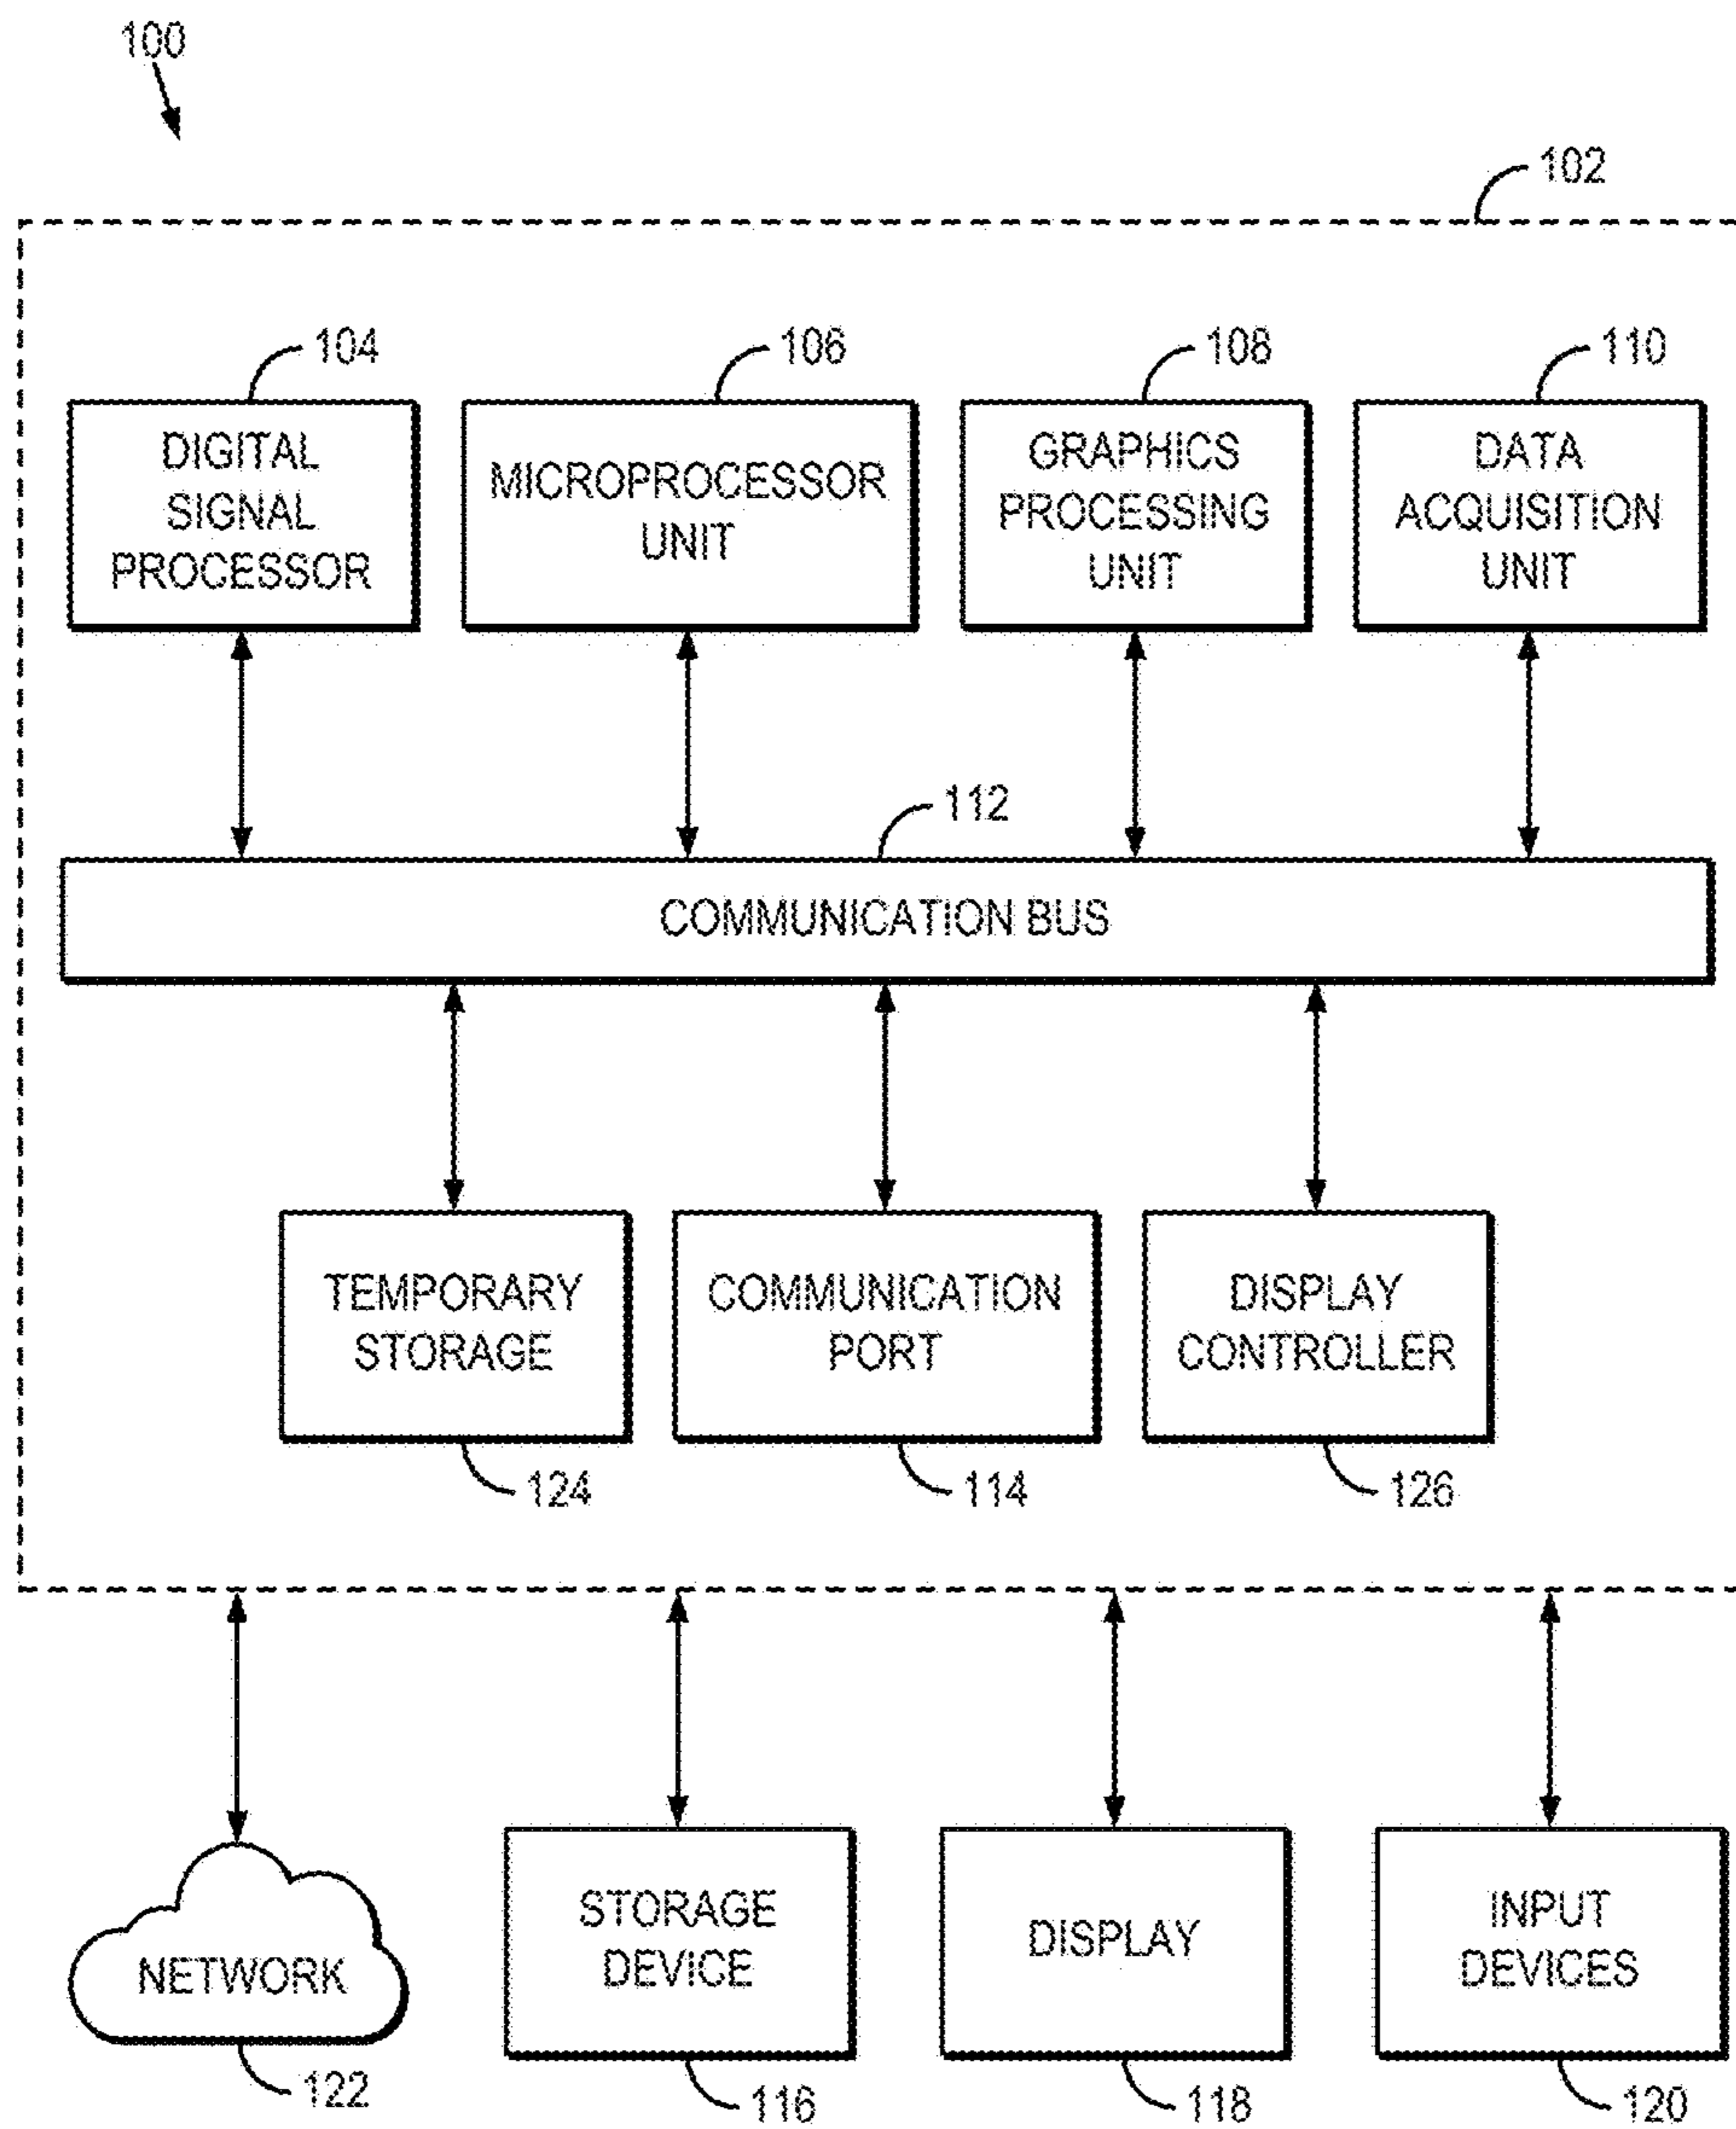 100
102
104
106
108
110
DIGITAL
SIGNAL
PROCESSOR
MICROPROCESSOR
UNIT
GRAPHICS
PROCESSING
UNIT
DATA
ACQUISITION
UNIT
112
COMMUNICATION BUS
TEMPORARY
STORAGE
COMMUNICATION
PORT
DISPLAY
CONTROLLER
124
114
126
NETWORK
STORAGE
DEVICE
DISPLAY
INPUT
DEVICES
122
116
118
120